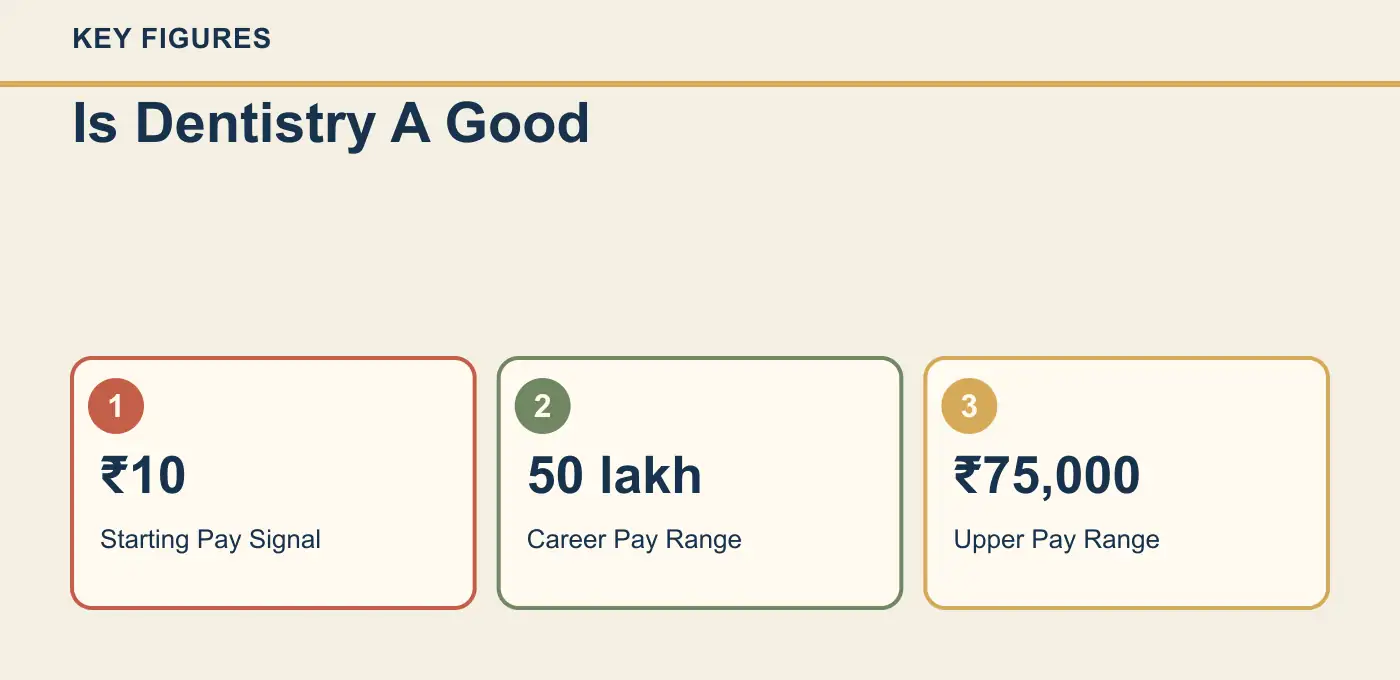 KEY FIGURES
Is Dentistry A Good
1
₹10
Starting Pay Signal
2
50 lakh
Career Pay Range
3
₹75,000
Upper Pay Range